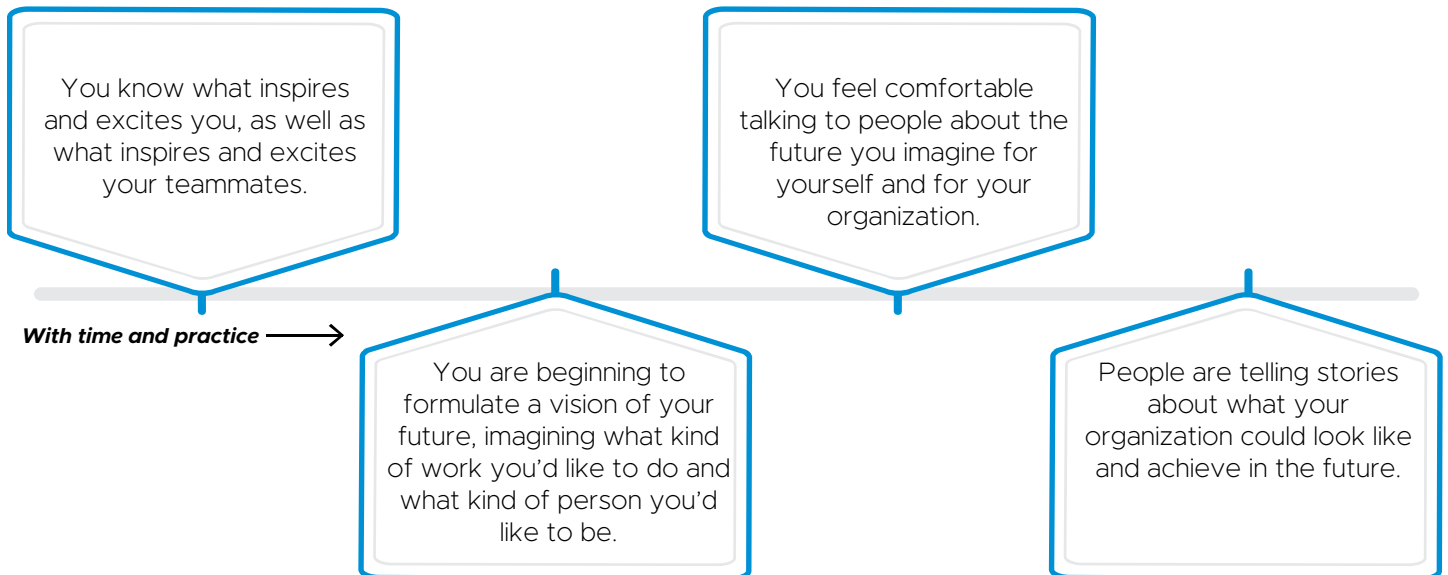 You know what inspires
and excites you, as well as
what inspires and excites
your teammates.
With time and practice
You are beginning to
formulate a vision of your
future, imagining what kind
of work you’d like to do and
what kind of person you’d
like to be.
You feel comfortable
talking to people about the
future you imagine for
yourself and for your
organization.
People are telling stories
about what your
organization could look like
and achieve in the future.